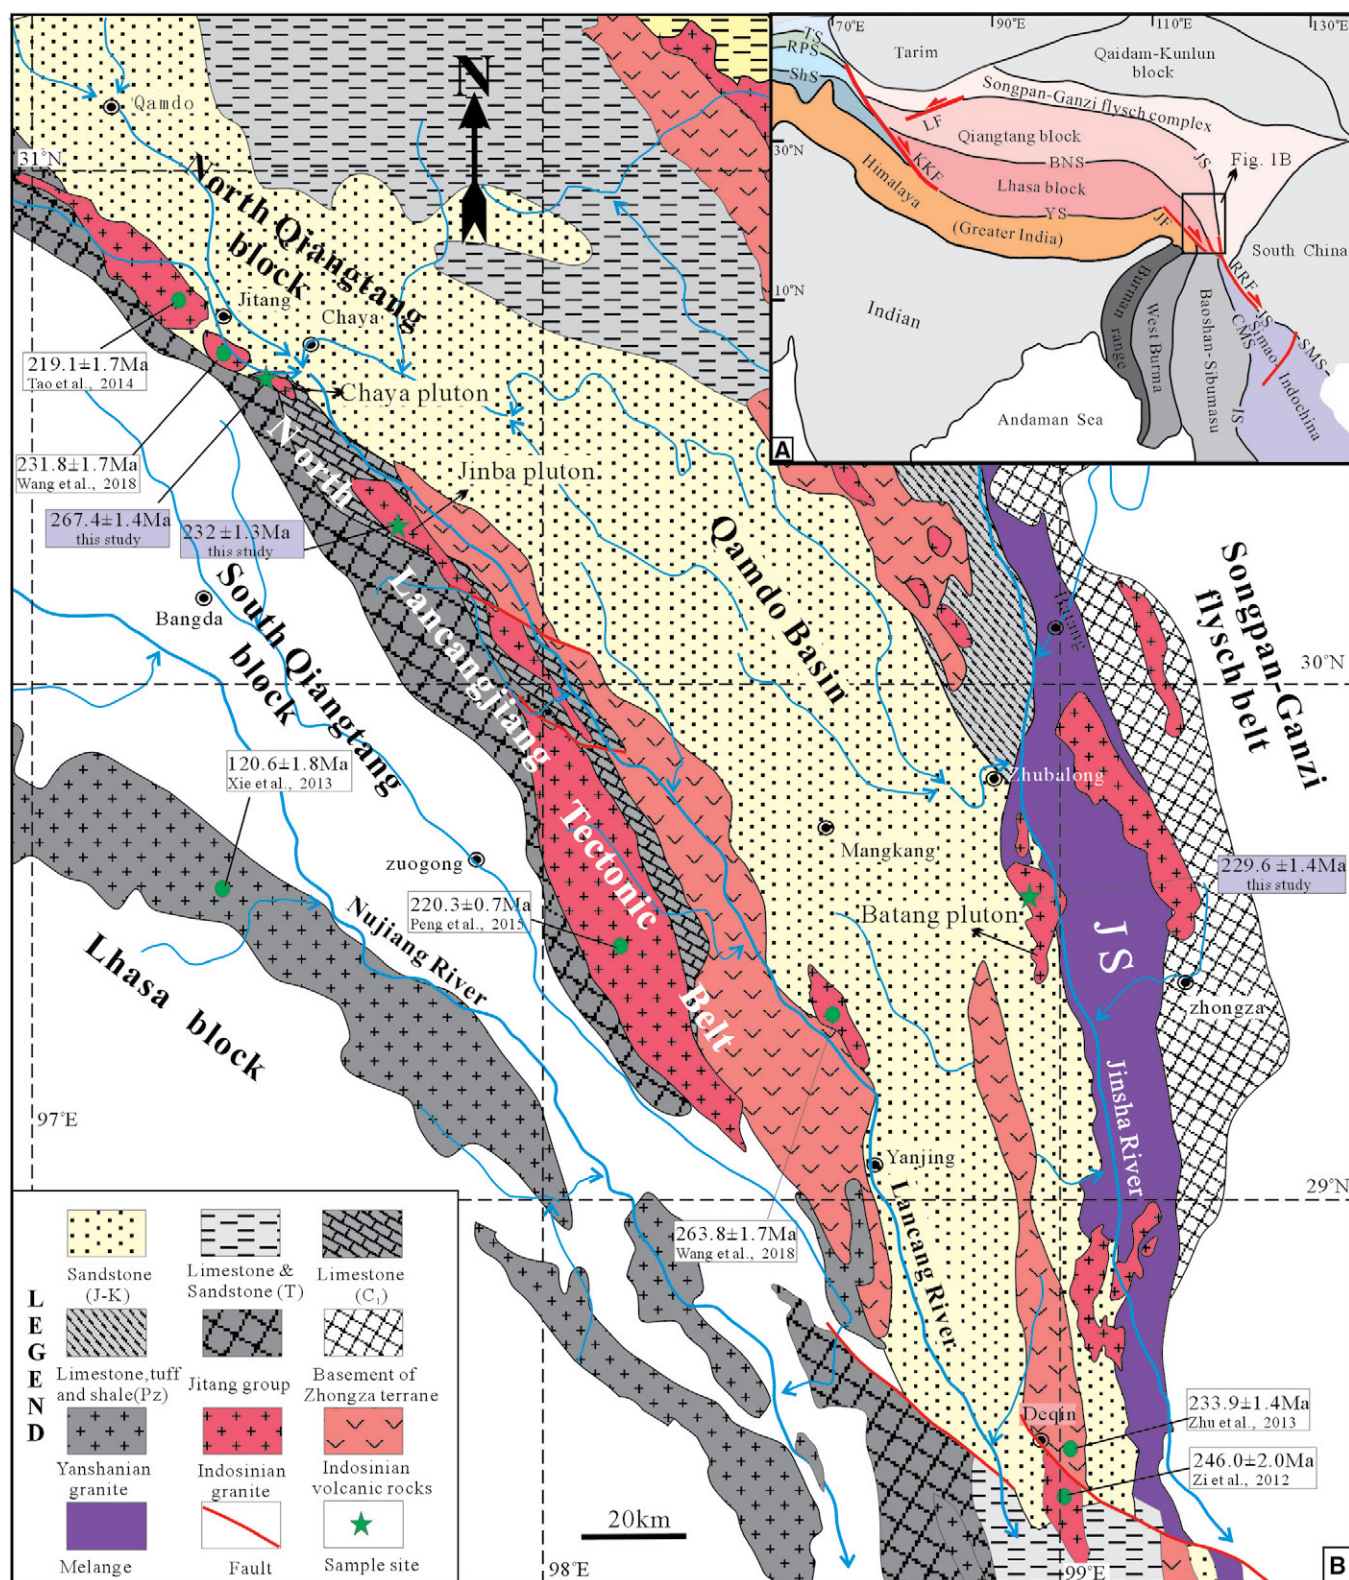 70°E
90°E
110°E
130°E
TS
RPS
ShS
Tarim
Qaidam-Kunlun
block
Songpan-Ganzi flysch complex
LF
Qiangtang block
JS
Fig. 1B
30°N
KKF
BNS
Lhasa block
Himalaya
YS
(Greater India)
JF
South China
RRF
10°N
Indian
Burman
range
West Burma
Baoshan-Sibumasu
CMS
JS
Simao
SMS
IS
Indochina
Andaman Sea
A
N
Qamdo
31°N
North Qiangtang
block
Jitang
Chaya
219.1±1.7Ma
Tao et al., 2014
Chaya pluton
North
Lancangjiang
Tectonic
Belt
231.8±1.7Ma
Wang et al., 2018
Jinba pluton
267.4±1.4Ma
this study
232±1.3Ma
this study
Qamdo Basin
Songpan-Ganzi
flysch belt
South Qiangtang
block
Bangda
30°N
120.6±1.8Ma
Xie et al., 2013
Zhubalong
Mangkang
zuogong
229.6±1.4Ma
this study
220.3±0.7Ma
Peng et al., 2015
Batang pluton
Nujiang River
JS
Lhasa block
zhongza
Jinsha River
97°E
Yanjing
Lancang River
29°N
263.8±1.7Ma
Wang et al., 2018
Deqin
233.9±1.4Ma
Zhu et al., 2013
246.0±2.0Ma
Zi et al., 2012
20km
98°E
99°E
B
LEGEND
Sandstone
(J-K)
Limestone &
Sandstone (T)
Limestone
(C₁)
Limestone, tuff
and shale(Pz)
Jitang group
Basement of
Zhongza terrane
Yanshanian
granite
Indosinian
granite
Indosinian
volcanic rocks
Melange
Fault
Sample site